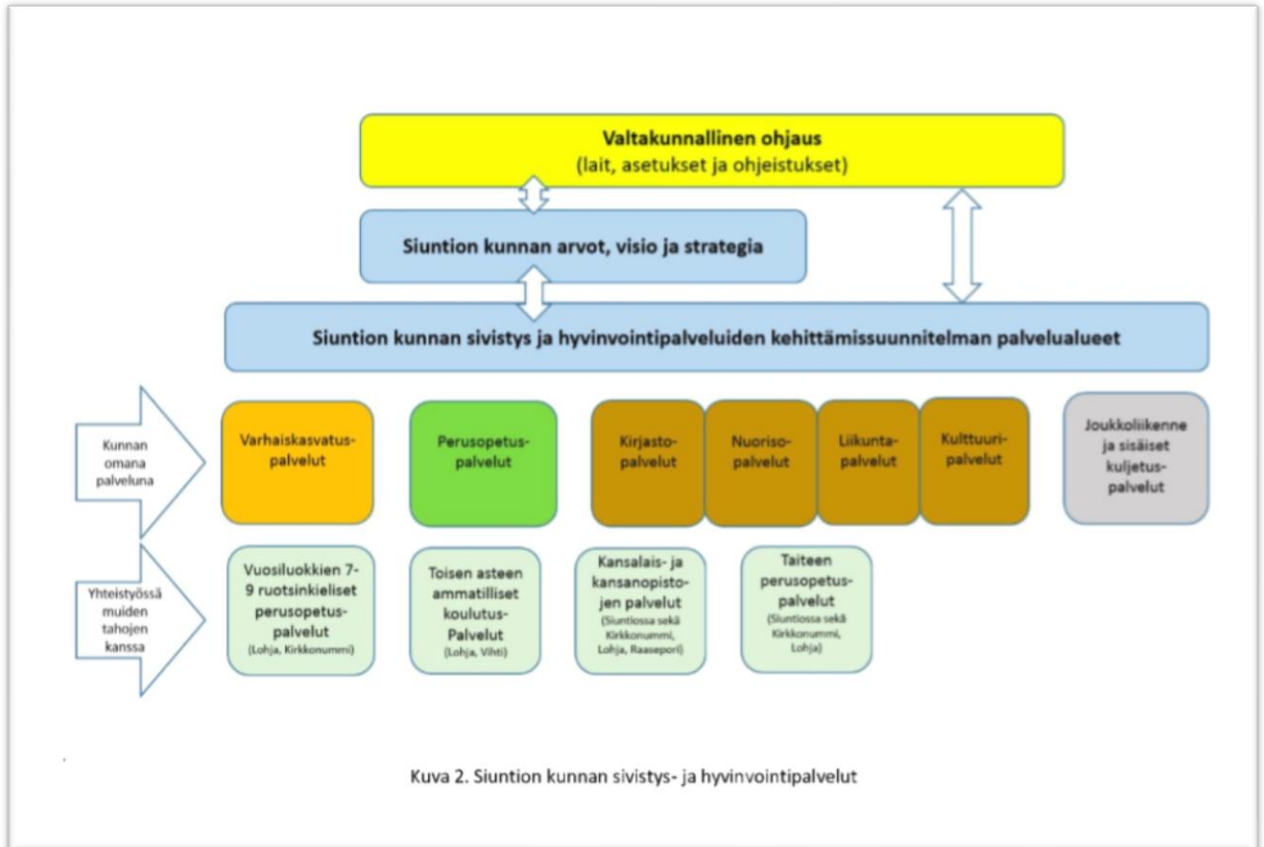 Valtakunnallinen ohjaus
(lait, asetukset ja ohjeistukset)
Siuntion kunnan arvot, visio ja strategia
Siuntion kunnan sivistys ja hyvinvointipalveluiden kehittämissuunnitelman palvelualueet
Kunnan
omana
palveluna
Varhaiskasvatus-
palvelut
Perusopetus-
palvelut
Kirjasto-
palvelut
Nuoriso-
palvelut
Liikunta-
palvelut
Kulttuuri-
palvelut
Joukkoliikenne
ja sisäiset
kuljetus-
palvelut
Yhteistyössä
muiden
tahojen
kanssa
Vuosiluokkien 7-
9 ruotsinkieliset
perusopetus-
palvelut
(Lohja, Kirkkonummi)
Toisen asteen
ammatilliset
koulutus-
Palvelut
(Lohja, Vihti)
Kansalais- ja
kansanopisto-
jen palvelut
(Siuntiossa sekä
Kirkkonummi,
Lohja, Raasepori)
Taiteen
perusopetus-
palvelut
(Siuntiossa sekä
Kirkkonummi,
Lohja)
Kuva 2. Siuntion kunnan sivistys- ja hyvinvointipalvelut